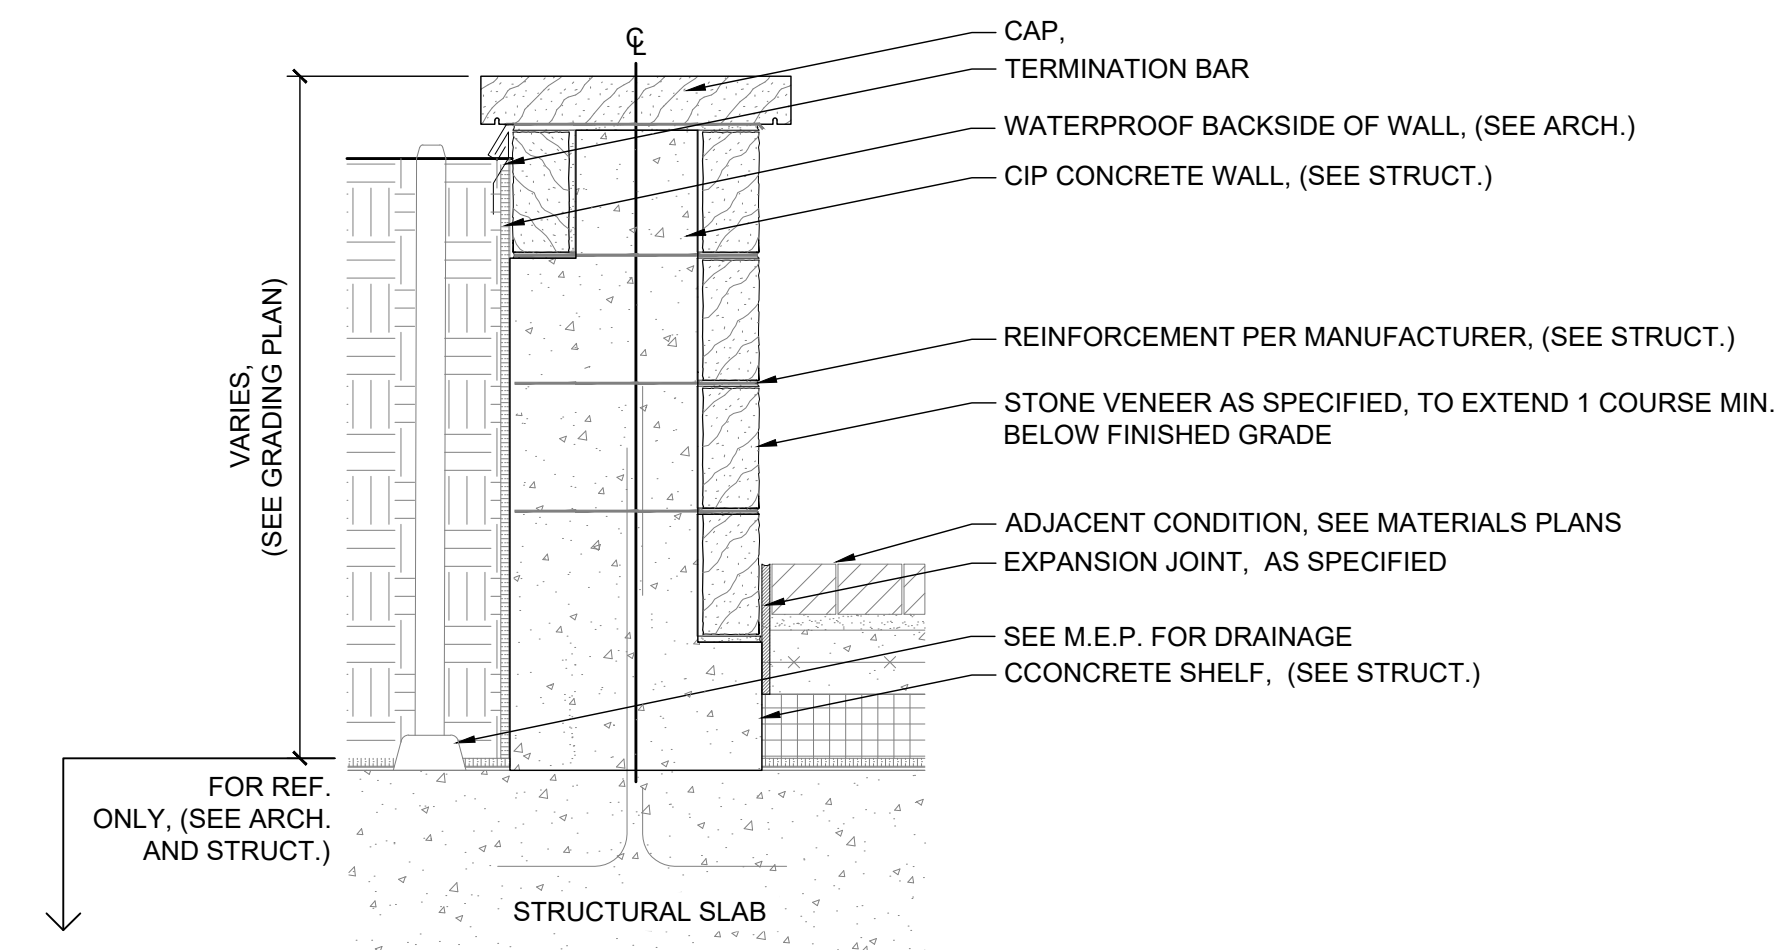 ℄
CAP,
TERMINATION BAR
WATERPROOF BACKSIDE OF WALL, (SEE ARCH.)
CIP CONCRETE WALL, (SEE STRUCT.)
VARIES,
(SEE GRADING PLAN)
REINFORCEMENT PER MANUFACTURER, (SEE STRUCT.)
STONE VENEER AS SPECIFIED, TO EXTEND 1 COURSE MIN.
BELOW FINISHED GRADE
ADJACENT CONDITION, SEE MATERIALS PLANS
EXPANSION JOINT,  AS SPECIFIED
SEE M.E.P. FOR DRAINAGE
CCONCRETE SHELF,  (SEE STRUCT.)
FOR REF.
ONLY, (SEE ARCH.
AND STRUCT.)
STRUCTURAL SLAB